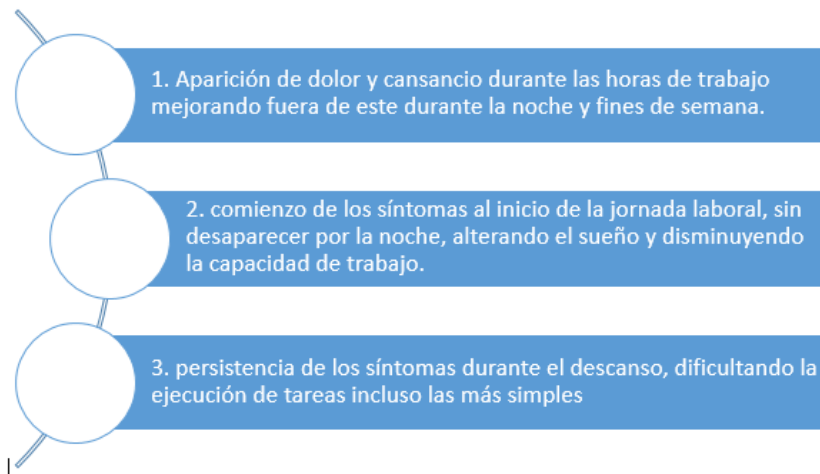 1. Aparición de dolor y cansancio durante las horas de trabajo
mejorando fuera de este durante la noche y fines de semana.
2. comienzo de los síntomas al inicio de la jornada laboral, sin
desaparecer por la noche, alterando el sueño y disminuyendo
la capacidad de trabajo.
3. persistencia de los síntomas durante el descanso, dificultando la
ejecución de tareas incluso las más simples